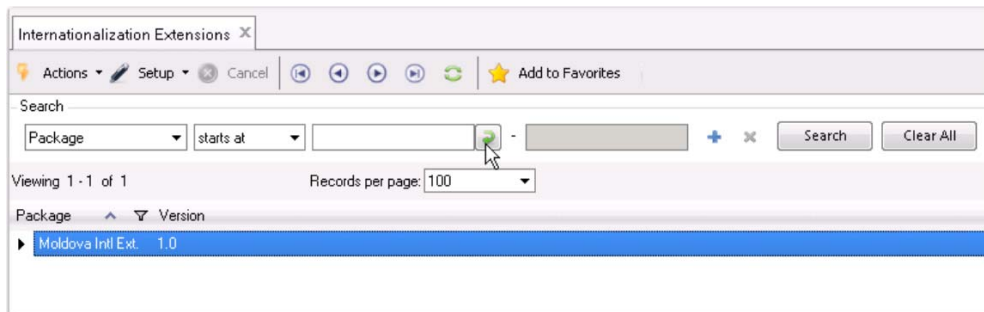 Internationalization Extensions
Actions Setup Cancel Add to Favorites
Search
Package starts at - Search Clear All
Viewing 1 - 1 of 1 Records per page: 100
Package Version
Moldova Intl Ext. 1.0